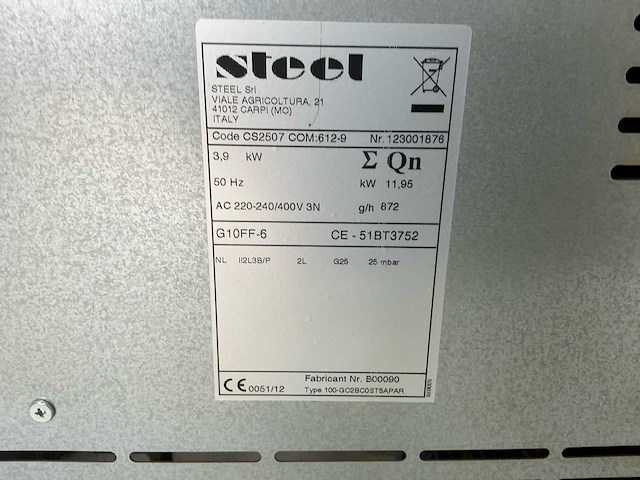 steel
STEEL Srl
VIALE AGRICOLTURA, 21
41012 CARPI (MO)
ITALY
Code CS2507 COM:612-9 Nr. 123001876
3,9 kW Σ Qn
50 Hz kW 11,95
AC 220-240/400V 3N g/h 872
G10FF-6 CE - 51BT3752
NL II2L3B/P 2L G25 25 mbar
CE 0051/12 Fabricant Nr. B00090
Type 100-GC2BC0ST5APAR